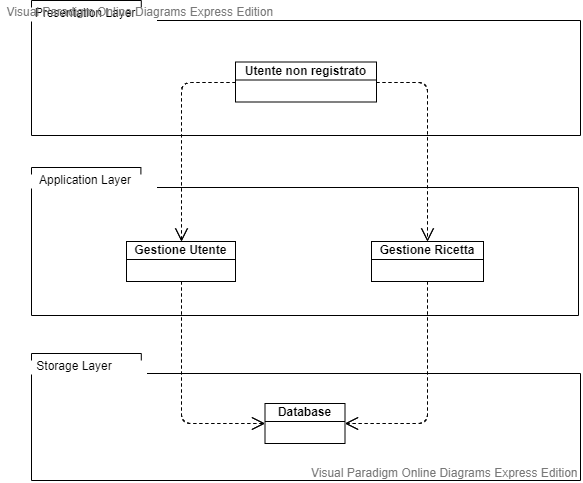 Visual Paradigm Online Diagrams Express Edition
Presentation Layer
Utente non registrato
Application Layer
Gestione Utente
Gestione Ricetta
Storage Layer
Database
Visual Paradigm Online Diagrams Express Edition